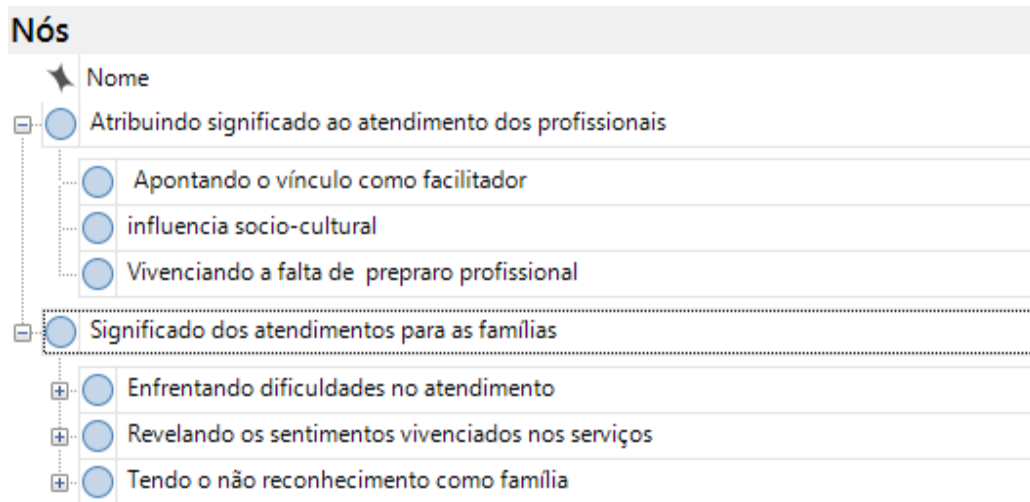 Nós
Nome
Atribuindo significado ao atendimento dos profissionais
Apontando o vínculo como facilitador
influencia socio-cultural
Vivenciando a falta de prepraro profissional
Significado dos atendimentos para as famílias
Enfrentando dificuldades no atendimento
Revelando os sentimentos vivenciados nos serviços
Tendo o não reconhecimento como família